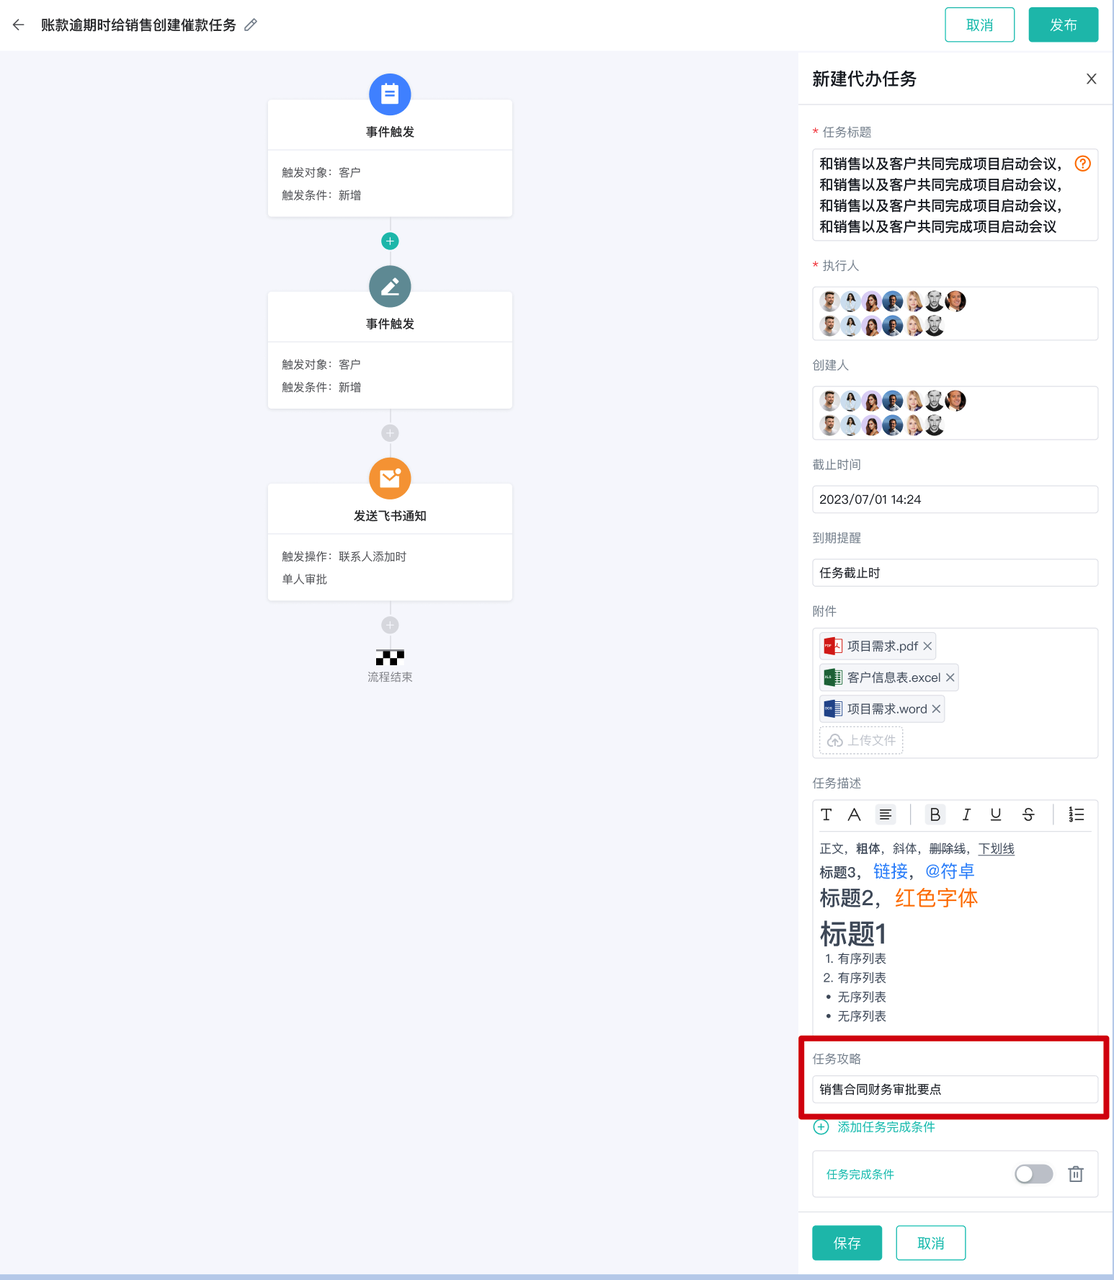 账款逾期时给销售创建催款任务
取消
发布
事件触发
触发对象：客户
触发条件：新增
事件触发
触发对象：客户
触发条件：新增
发送飞书通知
触发操作：联系人添加时
单人审批
流程结束
新建代办任务
* 任务标题
和销售以及客户共同完成项目启动会议，
和销售以及客户共同完成项目启动会议，
和销售以及客户共同完成项目启动会议，
和销售以及客户共同完成项目启动会议
* 执行人
创建人
截止时间
2023/07/01 14:24
到期提醒
任务截止时
附件
项目需求.pdf
客户信息表.excel
项目需求.word
上传文件
任务描述
T A B I U S
正文，粗体，斜体，删除线，下划线
标题3，链接，@符卓
标题2，红色字体
标题1
1. 有序列表
2. 有序列表
• 无序列表
• 无序列表
任务攻略
销售合同财务审批要点
添加任务完成条件
任务完成条件
保存
取消